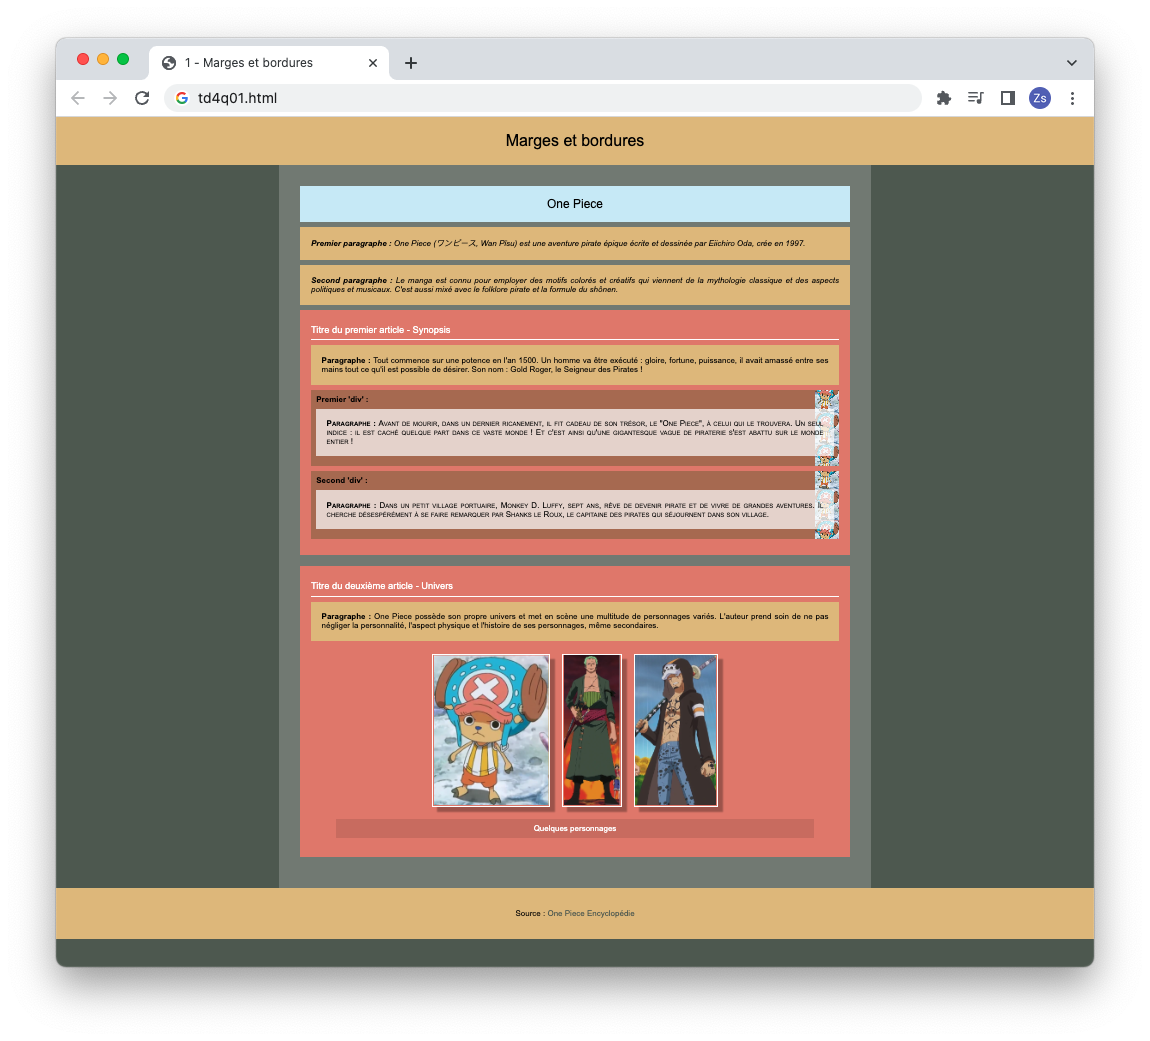 1 - Marges et bordures
td4q01.html
Zs
Marges et bordures
One Piece
Premier paragraphe : One Piece (ワンピース, Wan Pīsu) est une aventure pirate épique écrite et dessinée par Eiichiro Oda, crée en 1997.
Second paragraphe : Le manga est connu pour employer des motifs colorés et créatifs qui viennent de la mythologie classique et des aspects
politiques et musicaux. C'est aussi mixé avec le folklore pirate et la formule du shōnen.
Titre du premier article - Synopsis
Paragraphe : Tout commence sur une potence en l'an 1500. Un homme va être exécuté : gloire, fortune, puissance, il avait amassé entre ses
mains tout ce qu'il est possible de désirer. Son nom : Gold Roger, le Seigneur des Pirates !
Premier 'div' :
Paragraphe : Avant de mourir, dans un dernier ricanement, il fit cadeau de son trésor, le "One Piece", à celui qui le trouvera. Un seul
indice : il est caché quelque part dans ce vaste monde ! Et c'est ainsi qu'une gigantesque vague de piraterie s'est abattu sur le monde
entier !
Second 'div' :
Paragraphe : Dans un petit village portuaire, Monkey D. Luffy, sept ans, rêve de devenir pirate et de vivre de grandes aventures. Il
cherche désespérément à se faire remarquer par Shanks le Roux, le capitaine des pirates qui séjournent dans son village.
Titre du deuxième article - Univers
Paragraphe : One Piece possède son propre univers et met en scène une multitude de personnages variés. L'auteur prend soin de ne pas
négliger la personnalité, l'aspect physique et l'histoire de ses personnages, même secondaires.
Quelques personnages
Source : One Piece Encyclopédie